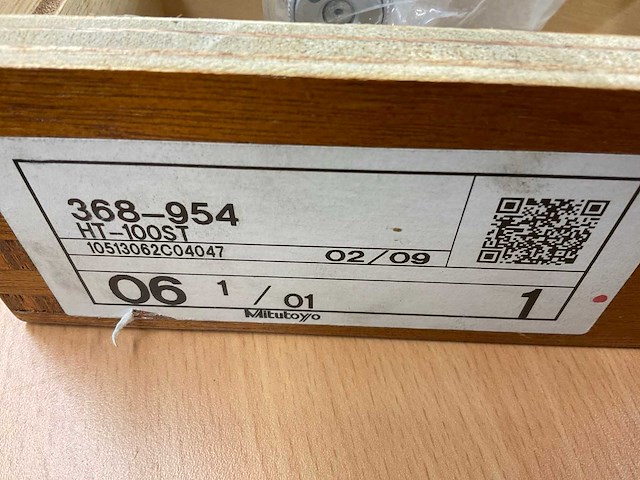 368-954
HT-100ST
10513062C04047
02/09
06 1 / 01
1
Mitutoyo